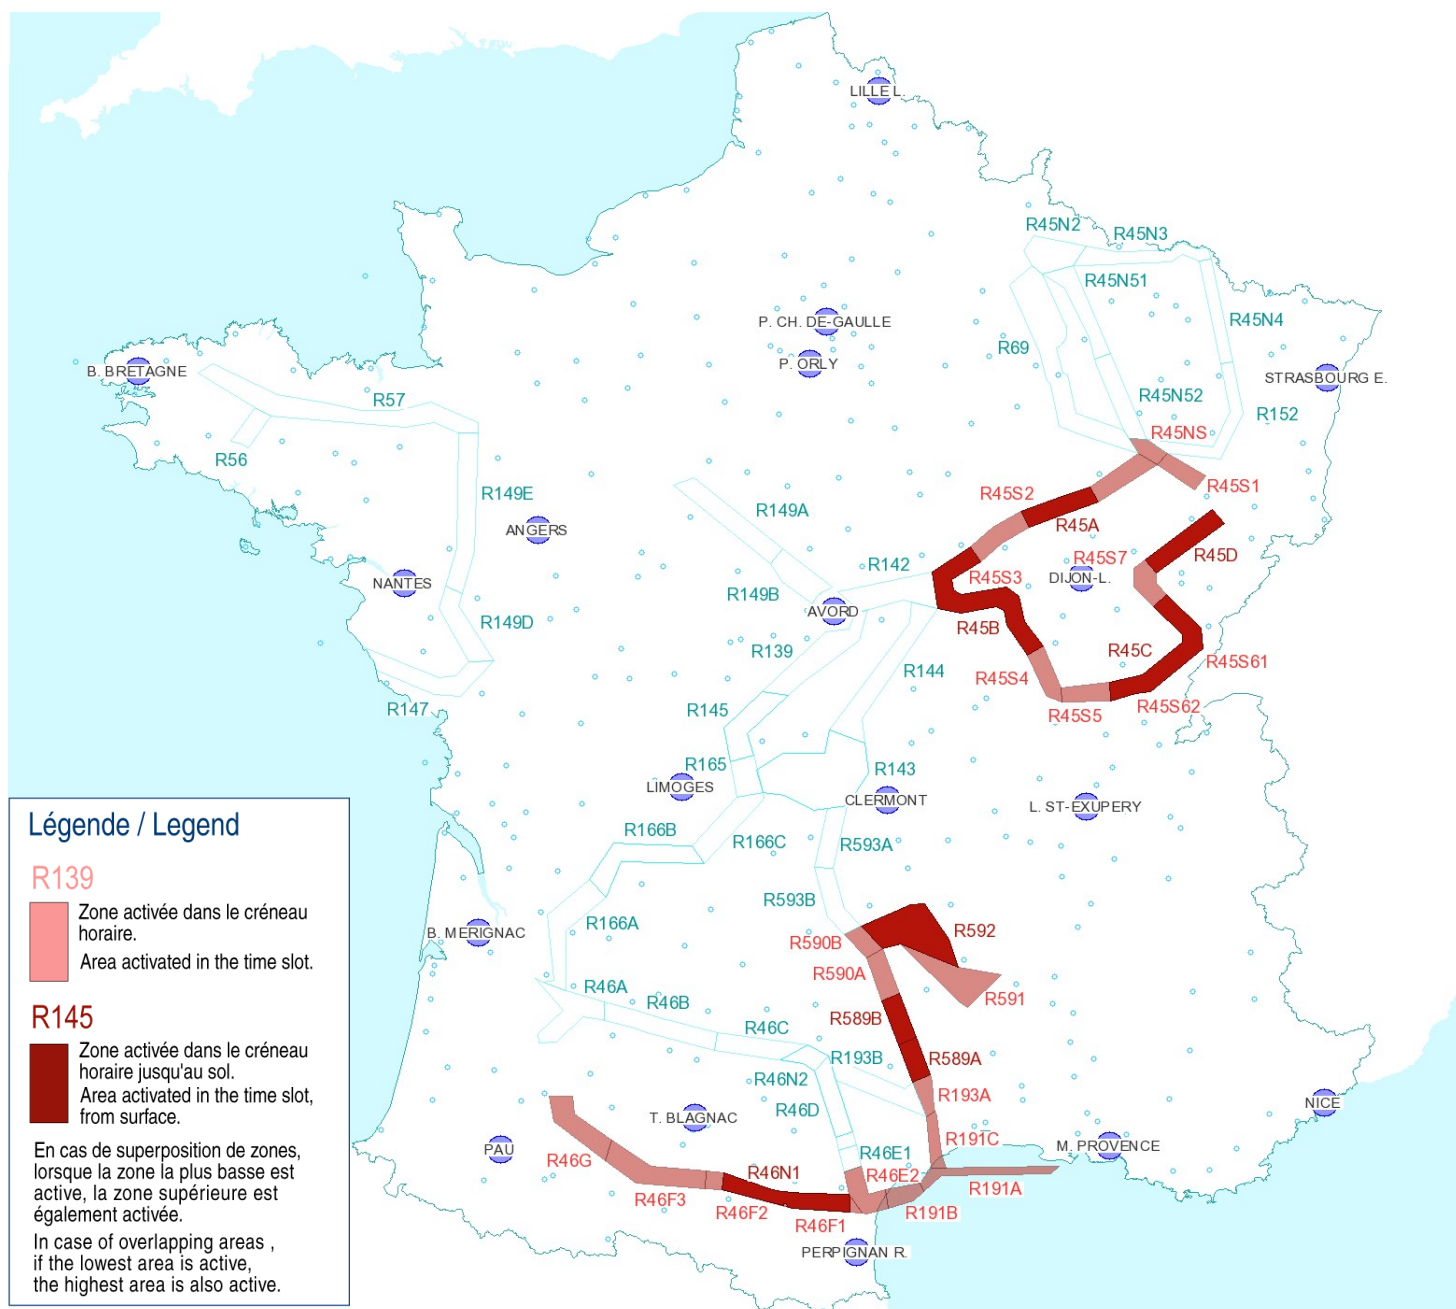 LILLE L.
R45N2
R45N3
R45N51
P. CH. DE-GAULLE
R45N4
R69
P. ORLY
B. BRETAGNE
STRASBOURG E.
R57
R45N52
R152
R45NS
R56
R149E
R45S2
R45S1
R149A
R45A
ANGERS
R45S7
R45D
R142
R45S3
DIJON-L.
NANTES
R149B
AVORD
R149D
R45B
R139
R45C
R45S61
R144
R45S4
R147
R145
R45S5
R45S62
R165
R143
LIMOGES
CLERMONT
L. ST-EXUPERY
R166B
R166C
R593A
R593B
R166A
B. MERIGNAC
R592
R590B
R590A
R46A
R591
R46B
R589B
R46C
R193B
R589A
R46N2
R193A
R46D
T. BLAGNAC
NICE
R191C
M. PROVENCE
PAU
R46E1
R46G
R46N1
R46E2
R191A
R46F3
R46F2
R191B
R46F1
PERPIGNAN R.
Légende / Legend
R139
Zone activée dans le créneau
horaire.
Area activated in the time slot.
R145
Zone activée dans le créneau
horaire jusqu'au sol.
Area activated in the time slot,
from surface.
En cas de superposition de zones,
lorsque la zone la plus basse est
active, la zone supérieure est
également activée.
In case of overlapping areas ,
if the lowest area is active,
the highest area is also active.